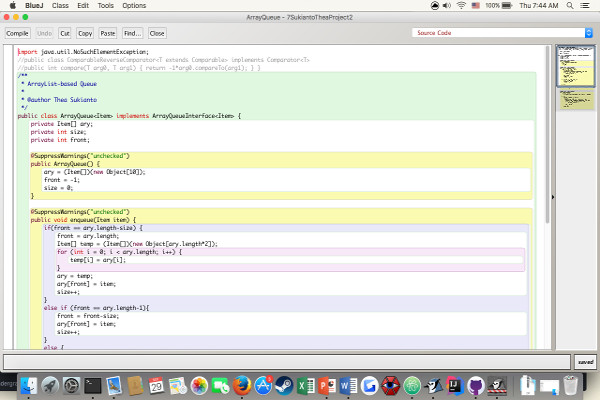 BlueJ Class Edit Tools Options 100% Thu 7:44 AM
ArrayQueue - 7SukiantoTheaProject2
Compile Undo Cut Copy Paste Find... Close Source Code
import java.util.NoSuchElementException;
//public class ComparableReverseComparator<T extends Comparable> implements Comparator<T>
//public int compare(T arg0, T arg1) { return -1*arg0.compareTo(arg1); } }
/**
* ArrayList-based Queue
*
* @author Thea Sukianto
*/
public class ArrayQueue<Item> implements ArrayQueueInterface<Item> {
private Item[] ary;
private int size;
private int front;
@SuppressWarnings("unchecked")
public ArrayQueue() {
ary = (Item[])(new Object[10]);
front = -1;
size = 0;
}
@SuppressWarnings("unchecked")
public void enqueue(Item item) {
if(front == ary.length-size) {
front = ary.length;
Item[] temp = (Item[])(new Object[ary.length*2]);
for (int i = 0; i < ary.length; i++) {
temp[i] = ary[i];
}
ary = temp;
ary[front] = item;
size++;
}
else if (front == ary.length-1){
front = front-size;
ary[front] = item;
size++;
}
else {
saved
29